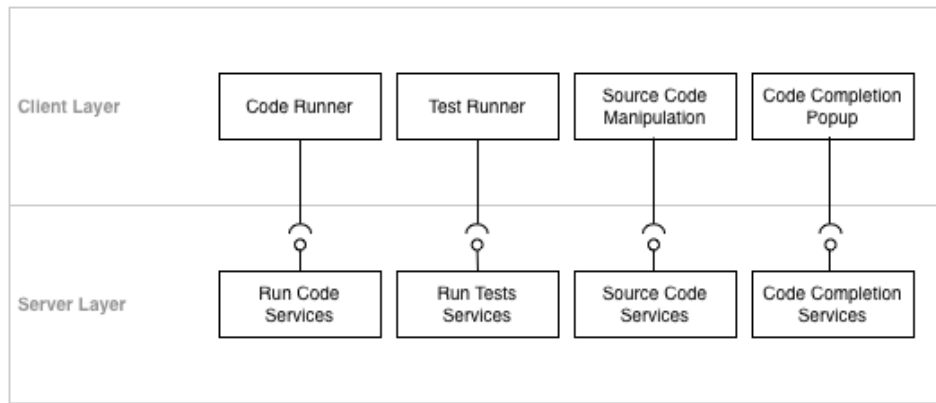 Client Layer
Code Runner
Test Runner
Source Code
Manipulation
Code Completion
Popup
Server Layer
Run Code
Services
Run Tests
Services
Source Code
Services
Code Completion
Services